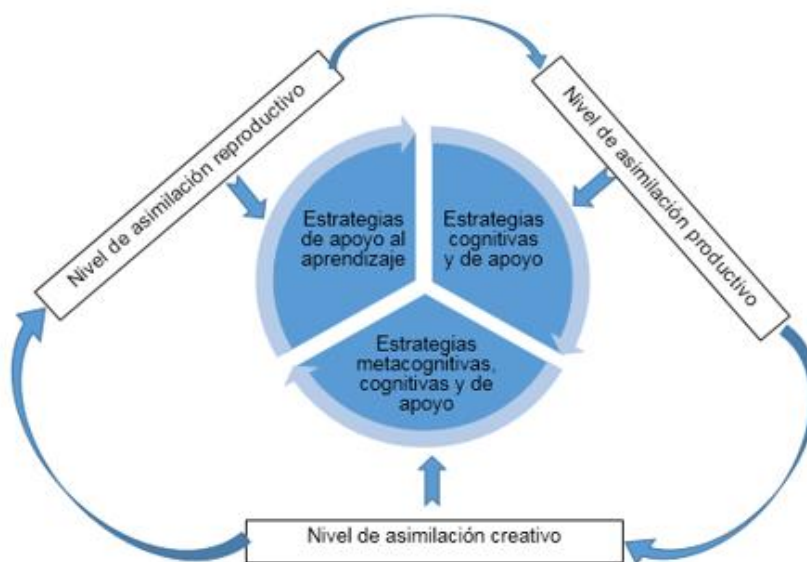 Nivel de asimilación reproductivo
Nivel de asimilación productivo
Estrategias
de apoyo al
aprendizaje
Estrategias
cognitivas
y de apoyo
Estrategias
metacognitivas,
cognitivas y de
apoyo
Nivel de asimilación creativo